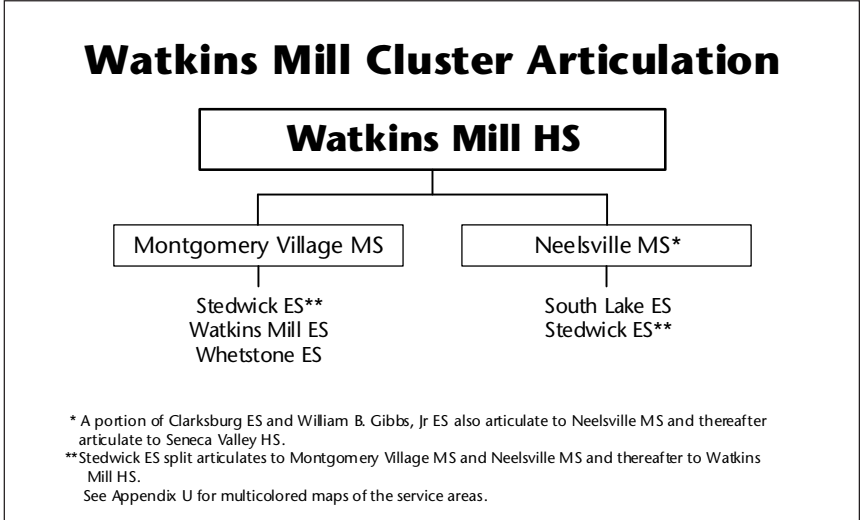 Watkins Mill Cluster Articulation
Watkins Mill HS
Montgomery Village MS
Neelsville MS*
Stedwick ES**
Watkins Mill ES
Whetstone ES
South Lake ES
Stedwick ES**
* A portion of Clarksburg ES and William B. Gibbs, Jr ES also articulate to Neelsville MS and thereafter
articulate to Seneca Valley HS.
**Stedwick ES split articulates to Montgomery Village MS and Neelsville MS and thereafter to Watkins
Mill HS.
See Appendix U for multicolored maps of the service areas.